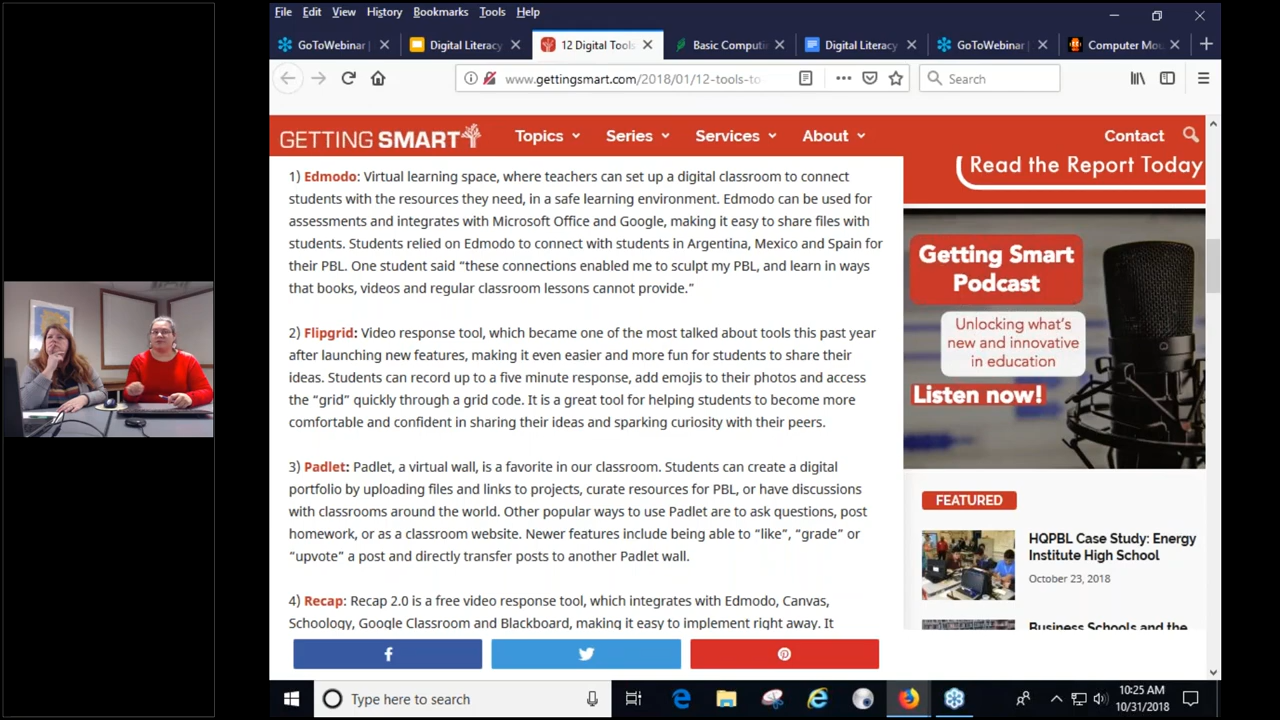 File Edit View History Bookmarks Tools Help
GoToWebinar
Digital Literacy
12 Digital Tools
Basic Computi
Digital Literacy
GoToWebinar
Computer Mou
www.gettingsmart.com/2018/01/12-tools-to
Search
GETTING SMART
Topics Series Services About Contact
1) Edmodo: Virtual learning space, where teachers can set up a digital classroom to connect
students with the resources they need, in a safe learning environment. Edmodo can be used for
assessments and integrates with Microsoft Office and Google, making it easy to share files with
students. Students relied on Edmodo to connect with students in Argentina, Mexico and Spain for
their PBL. One student said “these connections enabled me to sculpt my PBL, and learn in ways
that books, videos and regular classroom lessons cannot provide.”
2) Flipgrid: Video response tool, which became one of the most talked about tools this past year
after launching new features, making it even easier and more fun for students to share their
ideas. Students can record up to a five minute response, add emojis to their photos and access
the “grid” quickly through a grid code. It is a great tool for helping students to become more
comfortable and confident in sharing their ideas and sparking curiosity with their peers.
3) Padlet: Padlet, a virtual wall, is a favorite in our classroom. Students can create a digital
portfolio by uploading files and links to projects, curate resources for PBL, or have discussions
with classrooms around the world. Other popular ways to use Padlet are to ask questions, post
homework, or as a classroom website. Newer features include being able to “like”, “grade” or
“upvote” a post and directly transfer posts to another Padlet wall.
4) Recap: Recap 2.0 is a free video response tool, which integrates with Edmodo, Canvas,
Schoology, Google Classroom and Blackboard, making it easy to implement right away. It
Read the Report Today
Getting Smart
Podcast
Unlocking what's
new and innovative
in education
Listen now!
FEATURED
HQPBL Case Study: Energy
Institute High School
October 23, 2018
Business Schools and the
Type here to search
10:25 AM
10/31/2018